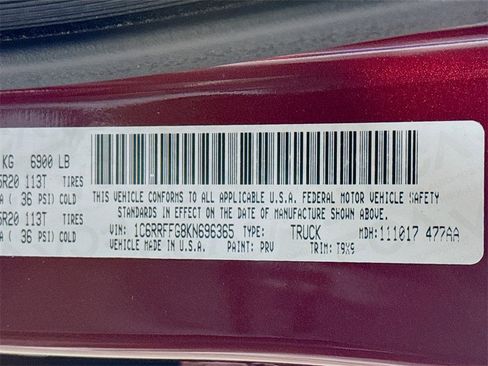 KG 6900 LB
5R20 113T TIRES
A ( 36 PSI) COLD
5R20 113T TIRES
A ( 36 PSI) COLD
THIS VEHICLE CONFORMS TO ALL APPLICABLE U.S.A. FEDERAL MOTOR VEHICLE SAFETY
STANDARDS IN EFFECT ON THE DATE OF MANUFACTURE SHOWN ABOVE.
VIN: 1C6RRFFG8KN696365 TYPE: TRUCK MDH: 111017 477AA
MADE IN U.S.A. PAINT: PRV TRIM: T9X9